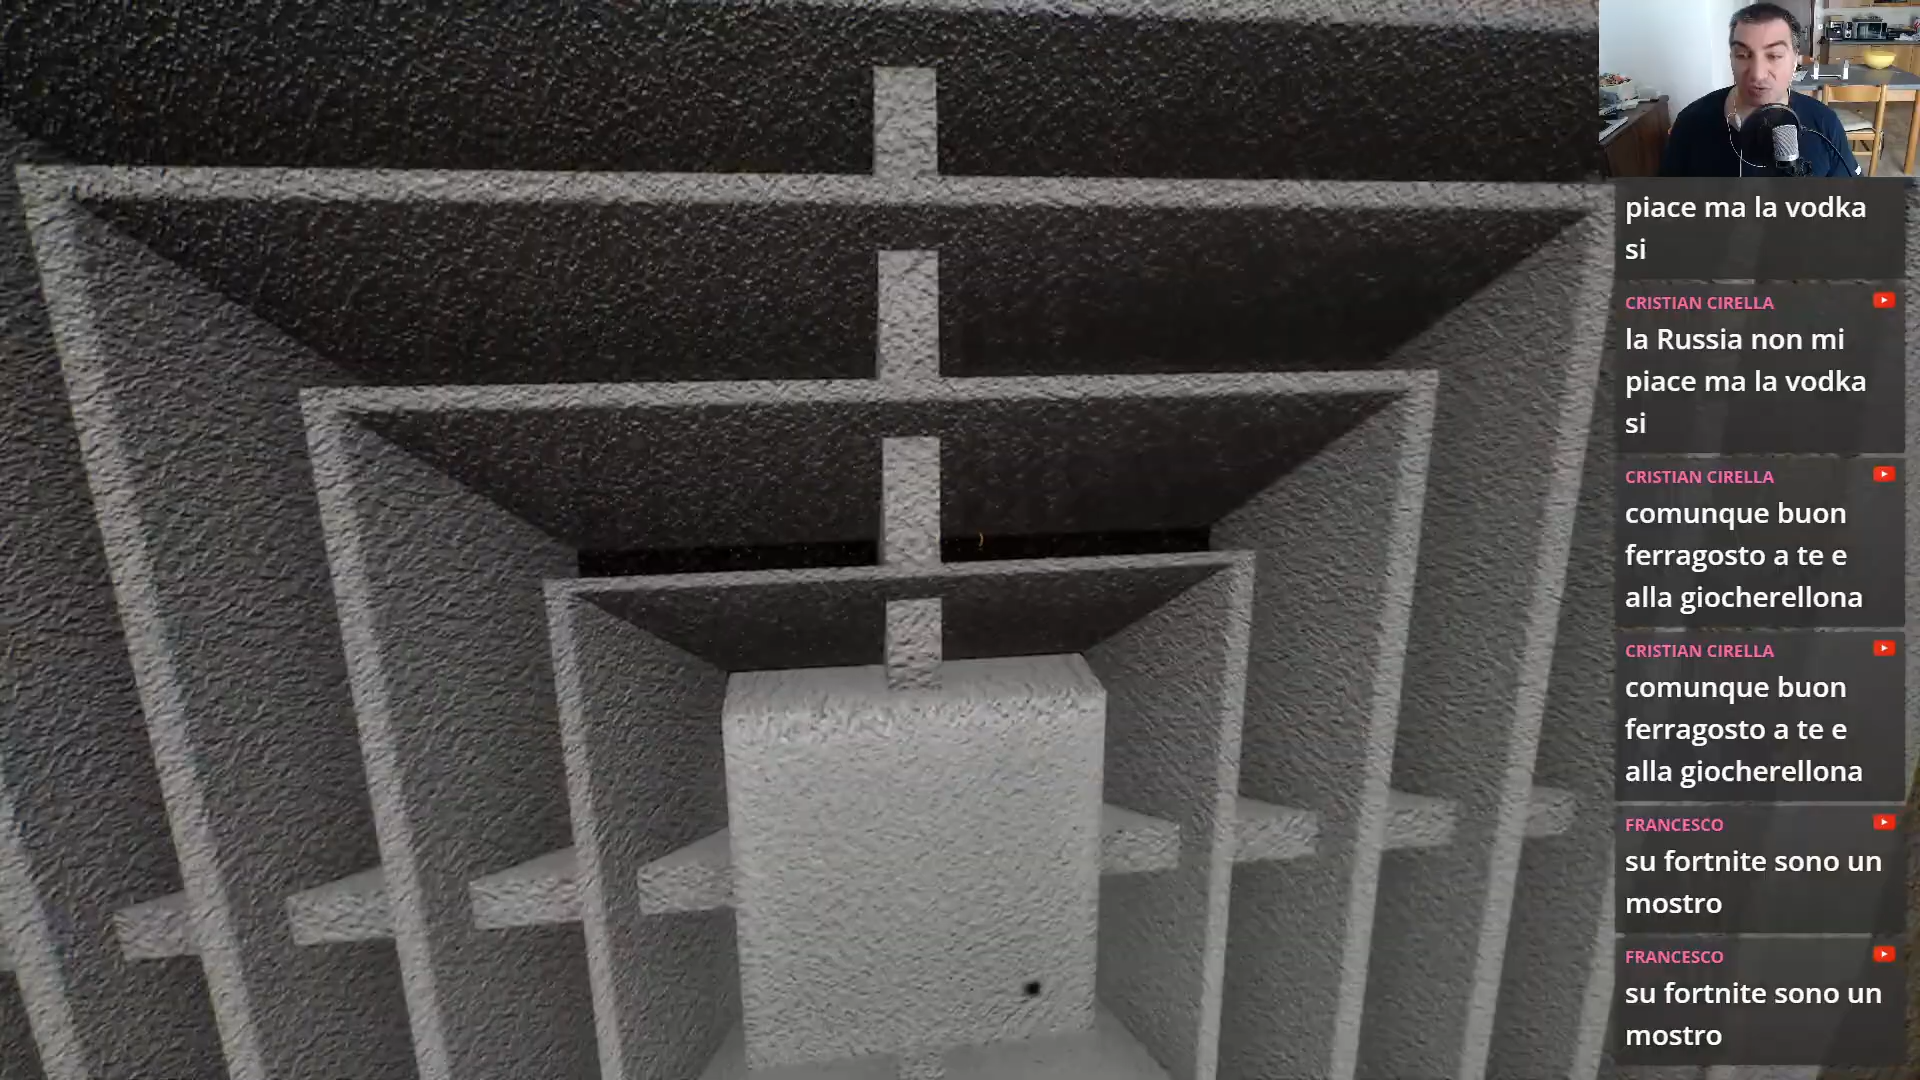 piace ma la vodka
si
CRISTIAN CIRELLA
la Russia non mi
piace ma la vodka
si
CRISTIAN CIRELLA
comunque buon
ferragosto a te e
alla giocherellona
CRISTIAN CIRELLA
comunque buon
ferragosto a te e
alla giocherellona
FRANCESCO
su fortnite sono un
mostro
FRANCESCO
su fortnite sono un
mostro